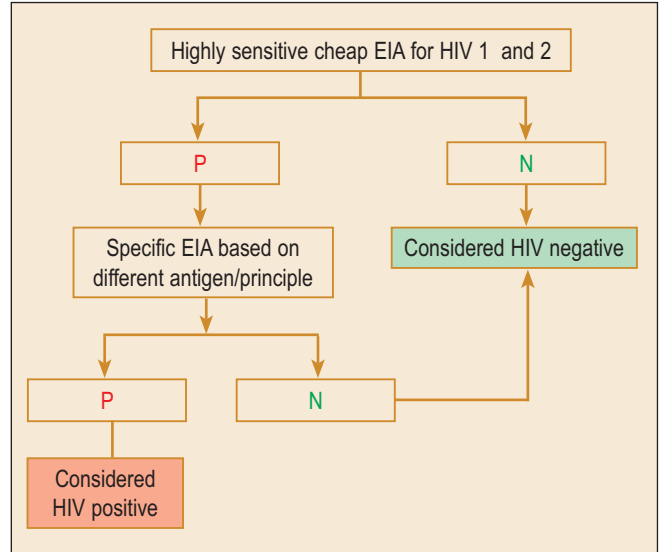 Highly sensitive cheap EIA for HIV 1 and 2
P
N
Specific EIA based on
different antigen/principle
Considered HIV negative
P
N
Considered
HIV positive